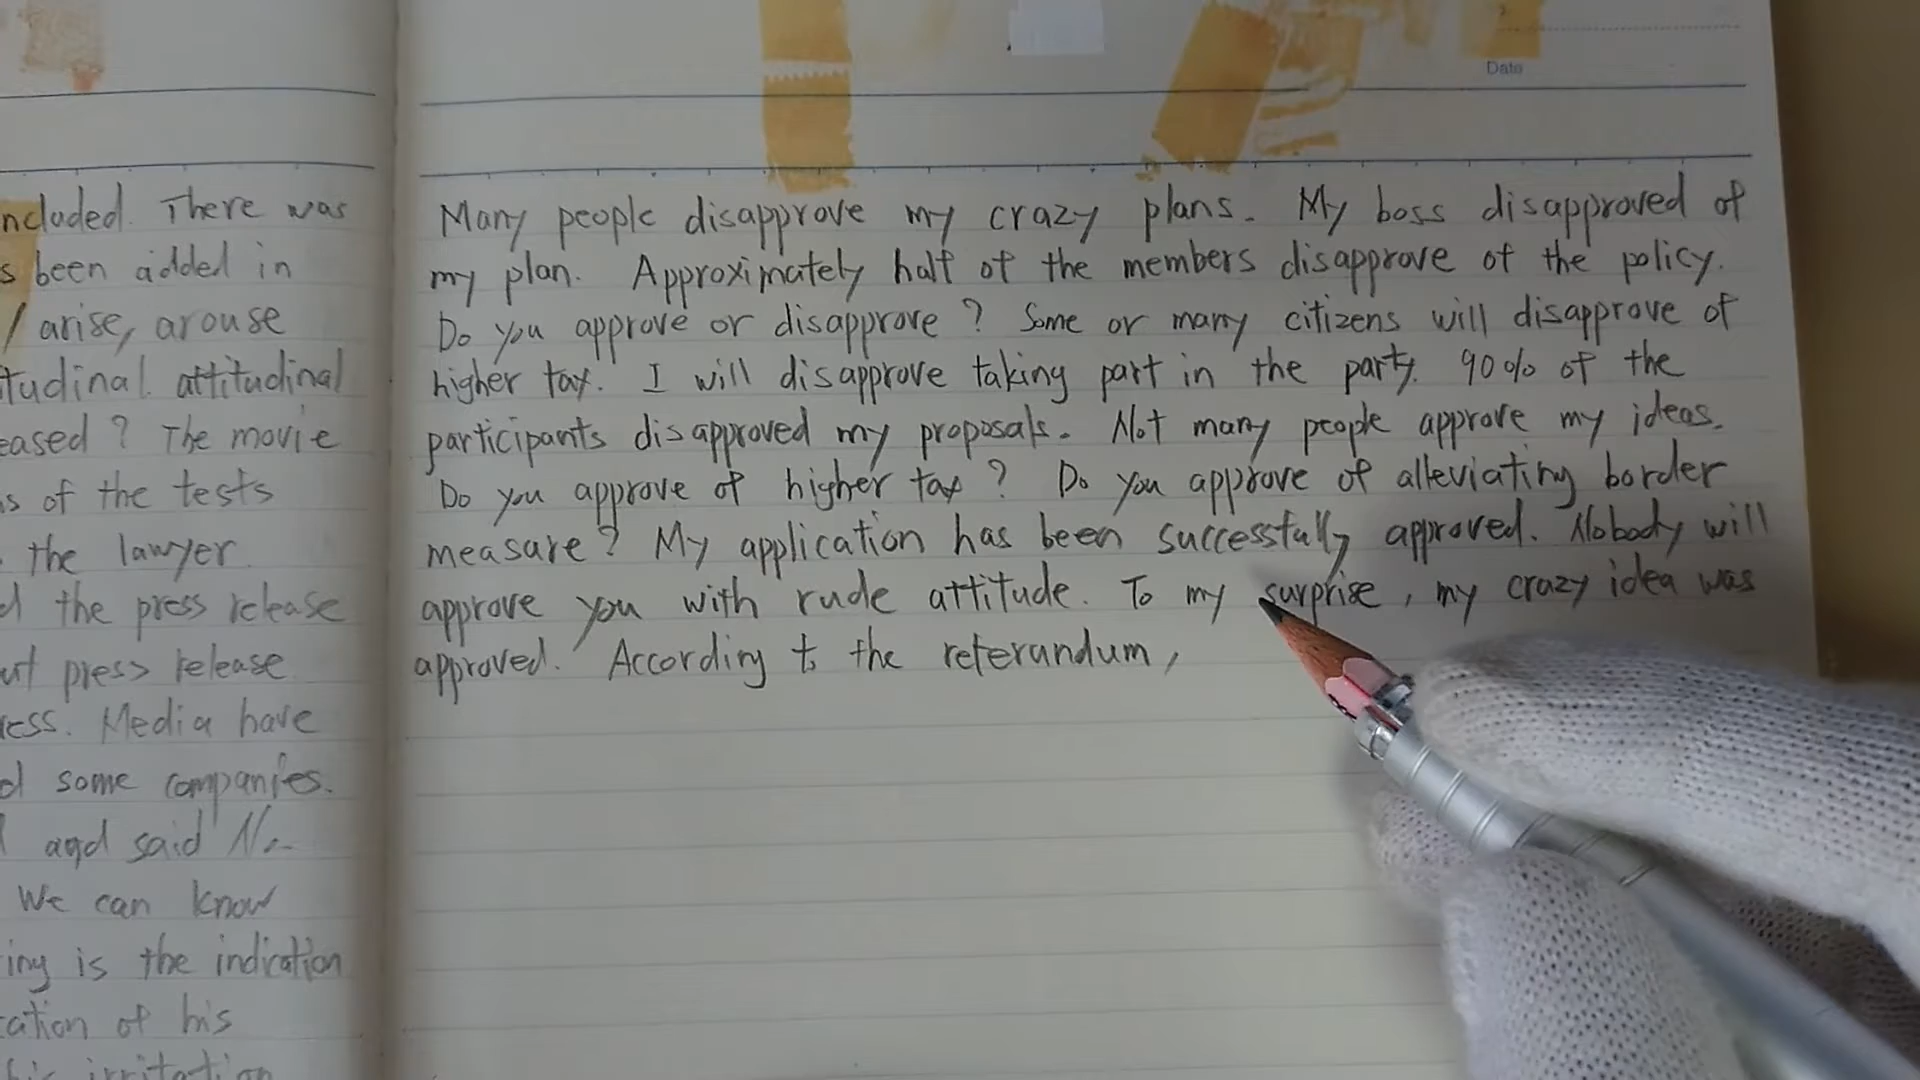 Date
ncluded. There was
s been added in
/ arise, arouse
tudinal. attitudinal
eased? The movie
s of the tests
the lawyer.
d the press release
press release
ress. Media have
d some companies.
and said No
We can know
ing is the indication
cation of his
irritation
Many people disapprove my crazy plans. My boss disapproved of
my plan. Approximately half of the members disapprove of the policy.
Do you approve or disapprove? Some or many citizens will disapprove of
higher tax. I will disapprove taking part in the party. 90% of the
participants disapproved my proposals. Not many people approve my ideas.
Do you approve of higher tax? Do you approve of alleviating border
measure? My application has been successfully approved. Nobody will
approve you with rude attitude. To my surprise, my crazy idea was
approved. According to the referandum,